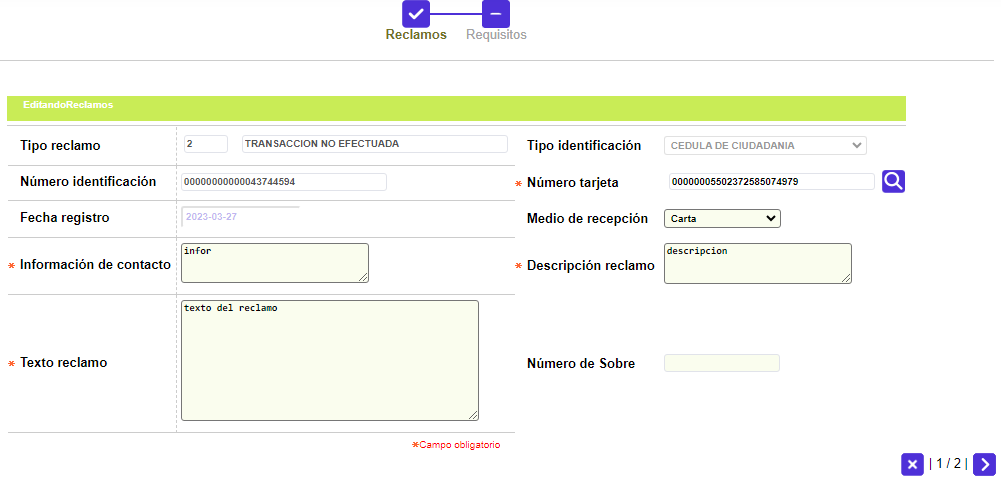 Reclamos Requisitos
EditandoReclamos
Tipo reclamo 2 TRANSACCION NO EFECTUADA Tipo identificación CEDULA DE CIUDADANIA
Número identificación 00000000000043744594 * Número tarjeta 00000005502372585074979
Fecha registro 2023-03-27 Medio de recepción Carta
* Información de contacto infor * Descripción reclamo descripcion
* Texto reclamo texto del reclamo Número de Sobre
*Campo obligatorio
| 1 / 2 |